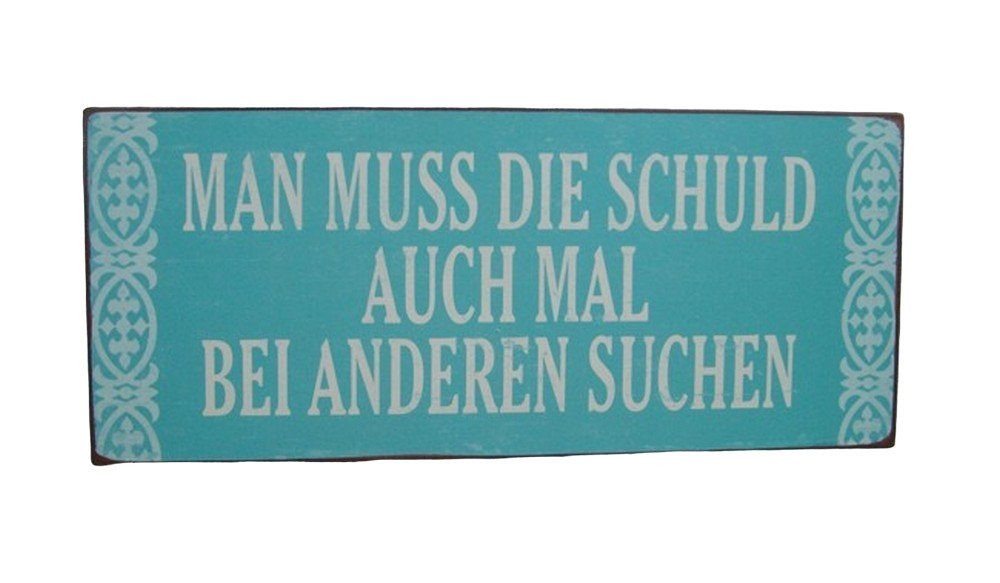 MAN MUSS DIE SCHULD
AUCH MAL
BEI ANDEREN SUCHEN